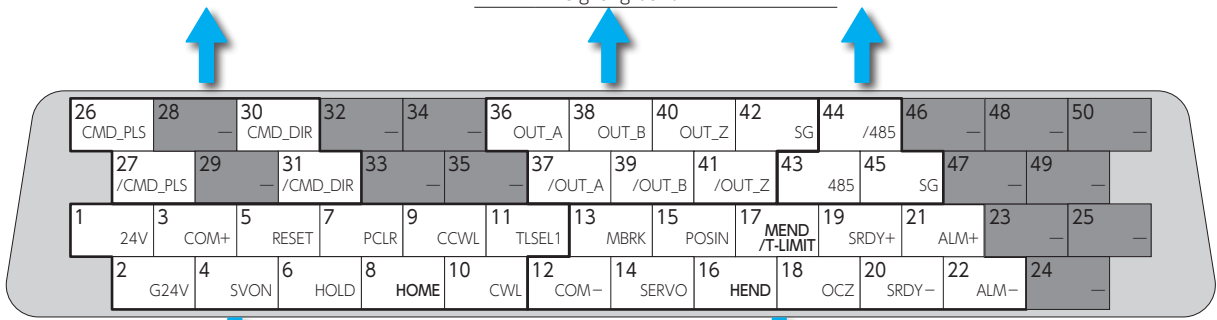 26 28 30 32 34 36 38 40 42 44 46 48 50
CMD_PLS — CMD_DIR — — OUT_A OUT_B OUT_Z SG /485 — — —
27 29 31 33 35 37 39 41 43 45 47 49
/CMD_PLS — /CMD_DIR — — /OUT_A /OUT_B /OUT_Z 485 SG — —
1 3 5 7 9 11 13 15 17 19 21 23 25
24V COM+ RESET PCLR CCWL TLSEL1 MBRK POSIN MEND /T-LIMIT SRDY+ ALM+ — —
2 4 6 8 10 12 14 16 18 20 22 24
G24V SVON HOLD HOME CWL COM− SERVO HEND OCZ SRDY− ALM− —